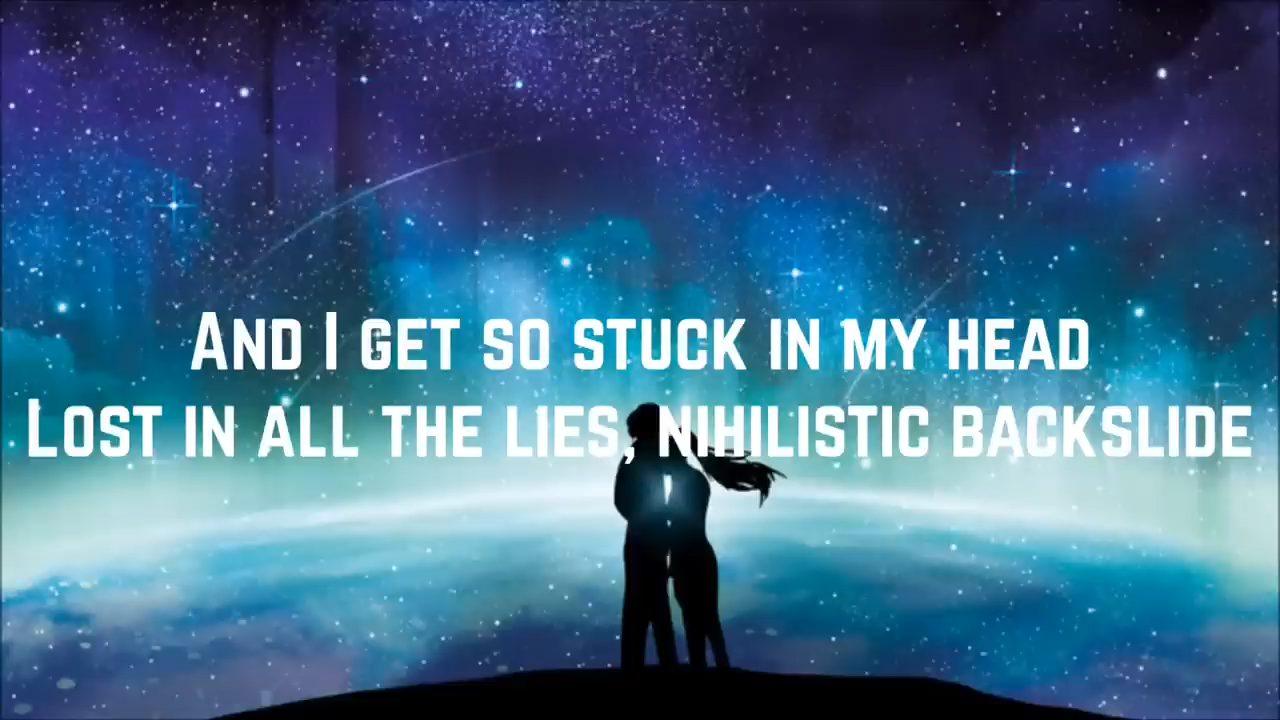 And I get so stuck in my head
Lost in all the lies, nihilistic backslide